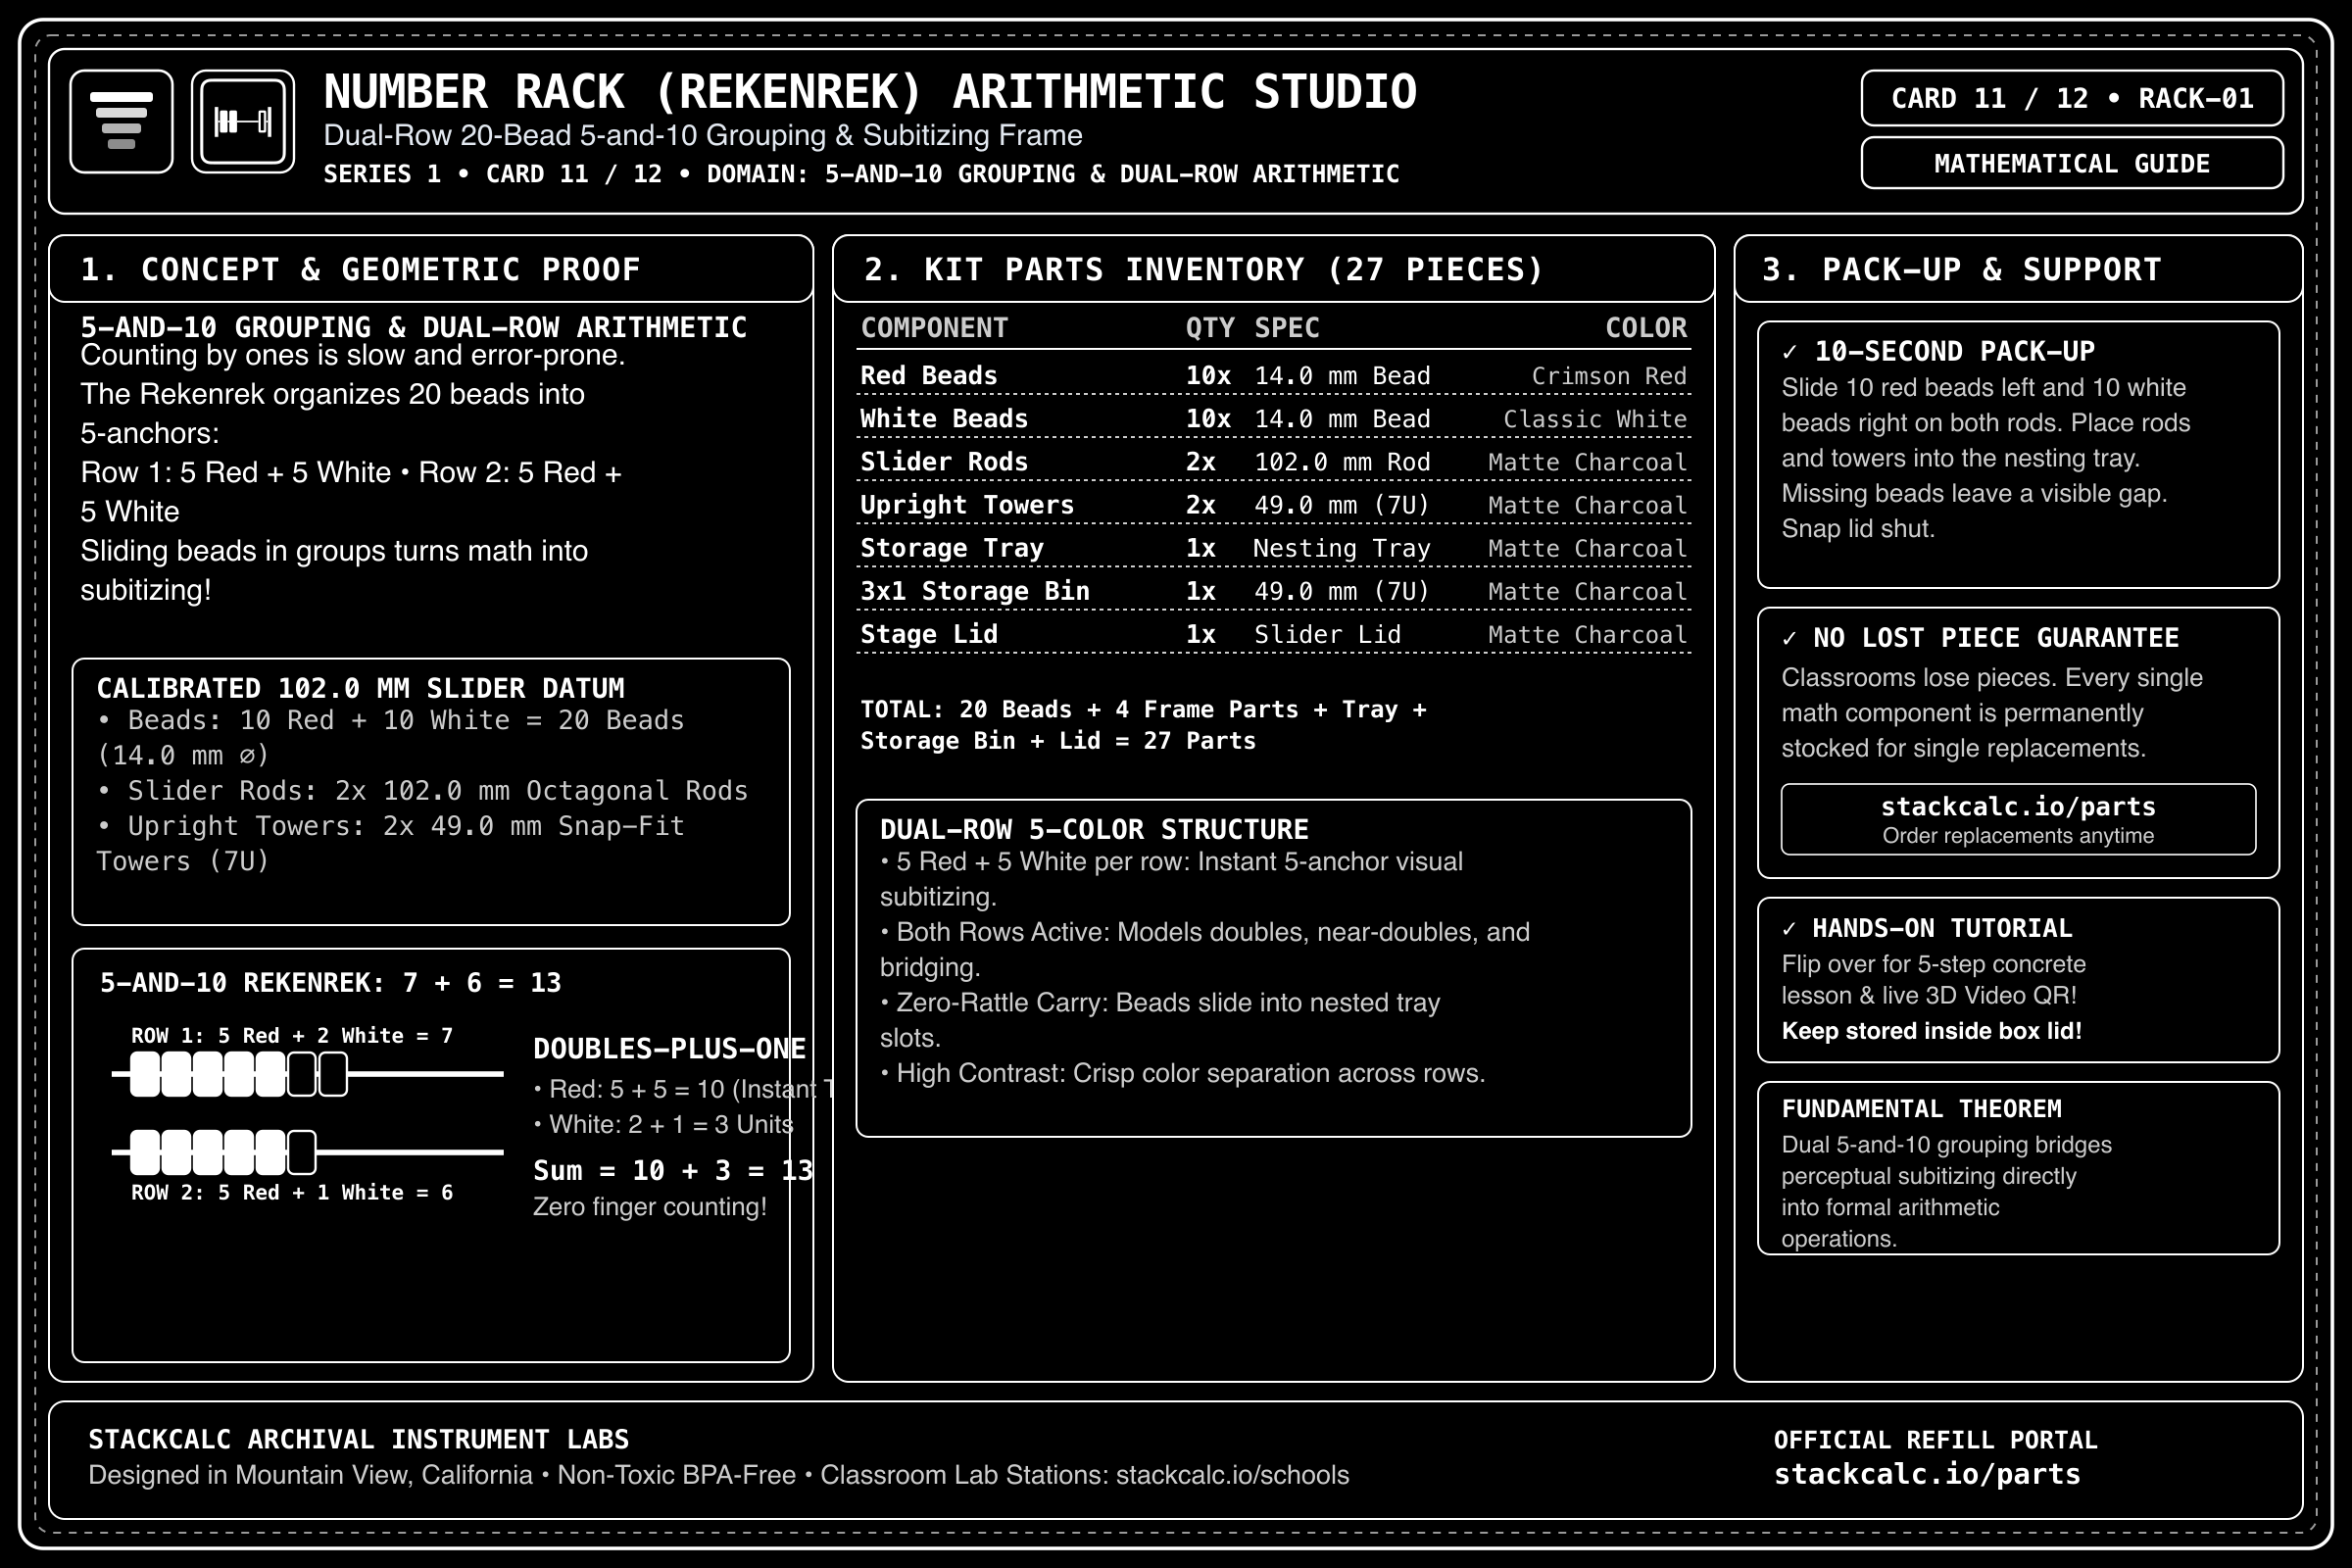 NUMBER RACK (REKENREK) ARITHMETIC STUDIO
Dual-Row 20-Bead 5-and-10 Grouping & Subitizing Frame
SERIES 1 • CARD 11 / 12 • DOMAIN: 5-AND-10 GROUPING & DUAL-ROW ARITHMETIC
CARD 11 / 12 • RACK-01
MATHEMATICAL GUIDE
1. CONCEPT & GEOMETRIC PROOF
5-AND-10 GROUPING & DUAL-ROW ARITHMETIC
Counting by ones is slow and error-prone.
The Rekenrek organizes 20 beads into
5-anchors:
Row 1: 5 Red + 5 White • Row 2: 5 Red +
5 White
Sliding beads in groups turns math into
subitizing!
CALIBRATED 102.0 MM SLIDER DATUM
• Beads: 10 Red + 10 White = 20 Beads
(14.0 mm ⌀)
• Slider Rods: 2x 102.0 mm Octagonal Rods
• Upright Towers: 2x 49.0 mm Snap-Fit
Towers (7U)
5-AND-10 REKENREK: 7 + 6 = 13
ROW 1: 5 Red + 2 White = 7
ROW 2: 5 Red + 1 White = 6
DOUBLES-PLUS-ONE
• Red: 5 + 5 = 10 (Instant
• White: 2 + 1 = 3 Units
Sum = 10 + 3 = 13
Zero finger counting!
2. KIT PARTS INVENTORY (27 PIECES)
COMPONENT QTY SPEC COLOR
Red Beads 10x 14.0 mm Bead Crimson Red
White Beads 10x 14.0 mm Bead Classic White
Slider Rods 2x 102.0 mm Rod Matte Charcoal
Upright Towers 2x 49.0 mm (7U) Matte Charcoal
Storage Tray 1x Nesting Tray Matte Charcoal
3x1 Storage Bin 1x 49.0 mm (7U) Matte Charcoal
Stage Lid 1x Slider Lid Matte Charcoal
TOTAL: 20 Beads + 4 Frame Parts + Tray +
Storage Bin + Lid = 27 Parts
DUAL-ROW 5-COLOR STRUCTURE
• 5 Red + 5 White per row: Instant 5-anchor visual
subitizing.
• Both Rows Active: Models doubles, near-doubles, and
bridging.
• Zero-Rattle Carry: Beads slide into nested tray
slots.
• High Contrast: Crisp color separation across rows.
3. PACK-UP & SUPPORT
✓ 10-SECOND PACK-UP
Slide 10 red beads left and 10 white
beads right on both rods. Place rods
and towers into the nesting tray.
Missing beads leave a visible gap.
Snap lid shut.
✓ NO LOST PIECE GUARANTEE
Classrooms lose pieces. Every single
math component is permanently
stocked for single replacements.
stackcalc.io/parts
Order replacements anytime
✓ HANDS-ON TUTORIAL
Flip over for 5-step concrete
lesson & live 3D Video QR!
Keep stored inside box lid!
FUNDAMENTAL THEOREM
Dual 5-and-10 grouping bridges
perceptual subitizing directly
into formal arithmetic
operations.
STACKCALC ARCHIVAL INSTRUMENT LABS
Designed in Mountain View, California • Non-Toxic BPA-Free • Classroom Lab Stations: stackcalc.io/schools
OFFICIAL REFILL PORTAL
stackcalc.io/parts